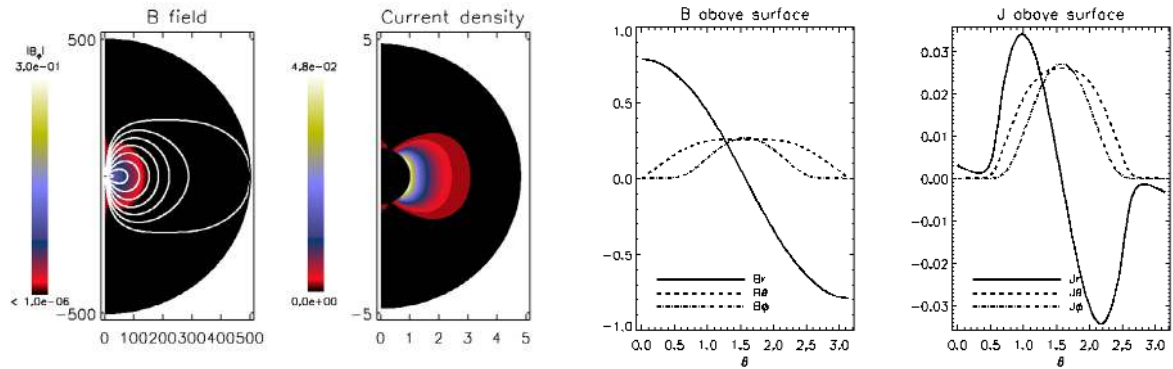 B field
|Bφ|
3.0e-01
< 1.0e-06
500
-500
0 100200300400500
Current density
4.8e-02
0.0e+00
5
-5
0 1 2 3 4 5
B above surface
1.0
0.5
0.0
-0.5
-1.0
Br
Bθ
Bφ
0.0 0.5 1.0 1.5 2.0 2.5 3.0
θ
J above surface
0.03
0.02
0.01
0.00
-0.01
-0.02
-0.03
Jr
Jθ
Jφ
0.0 0.5 1.0 1.5 2.0 2.5 3.0
θ